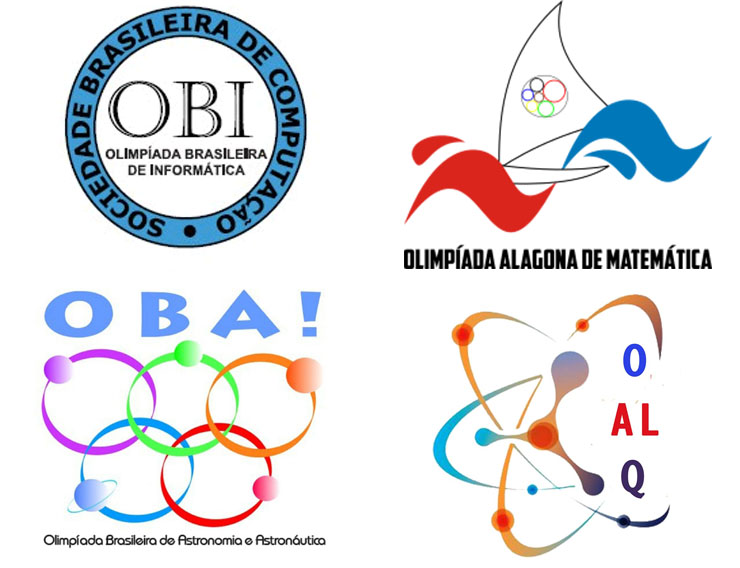 SOCIEDADE BRASILEIRA DE COMPUTAÇÃO
OBI
OLIMPÍADA BRASILEIRA
DE INFORMÁTICA
OLIMPÍADA ALAGONA DE MATEMÁTICA
OBA!
Olimpíada Brasileira de Astronomia e Astronáutica
O
AL
Q